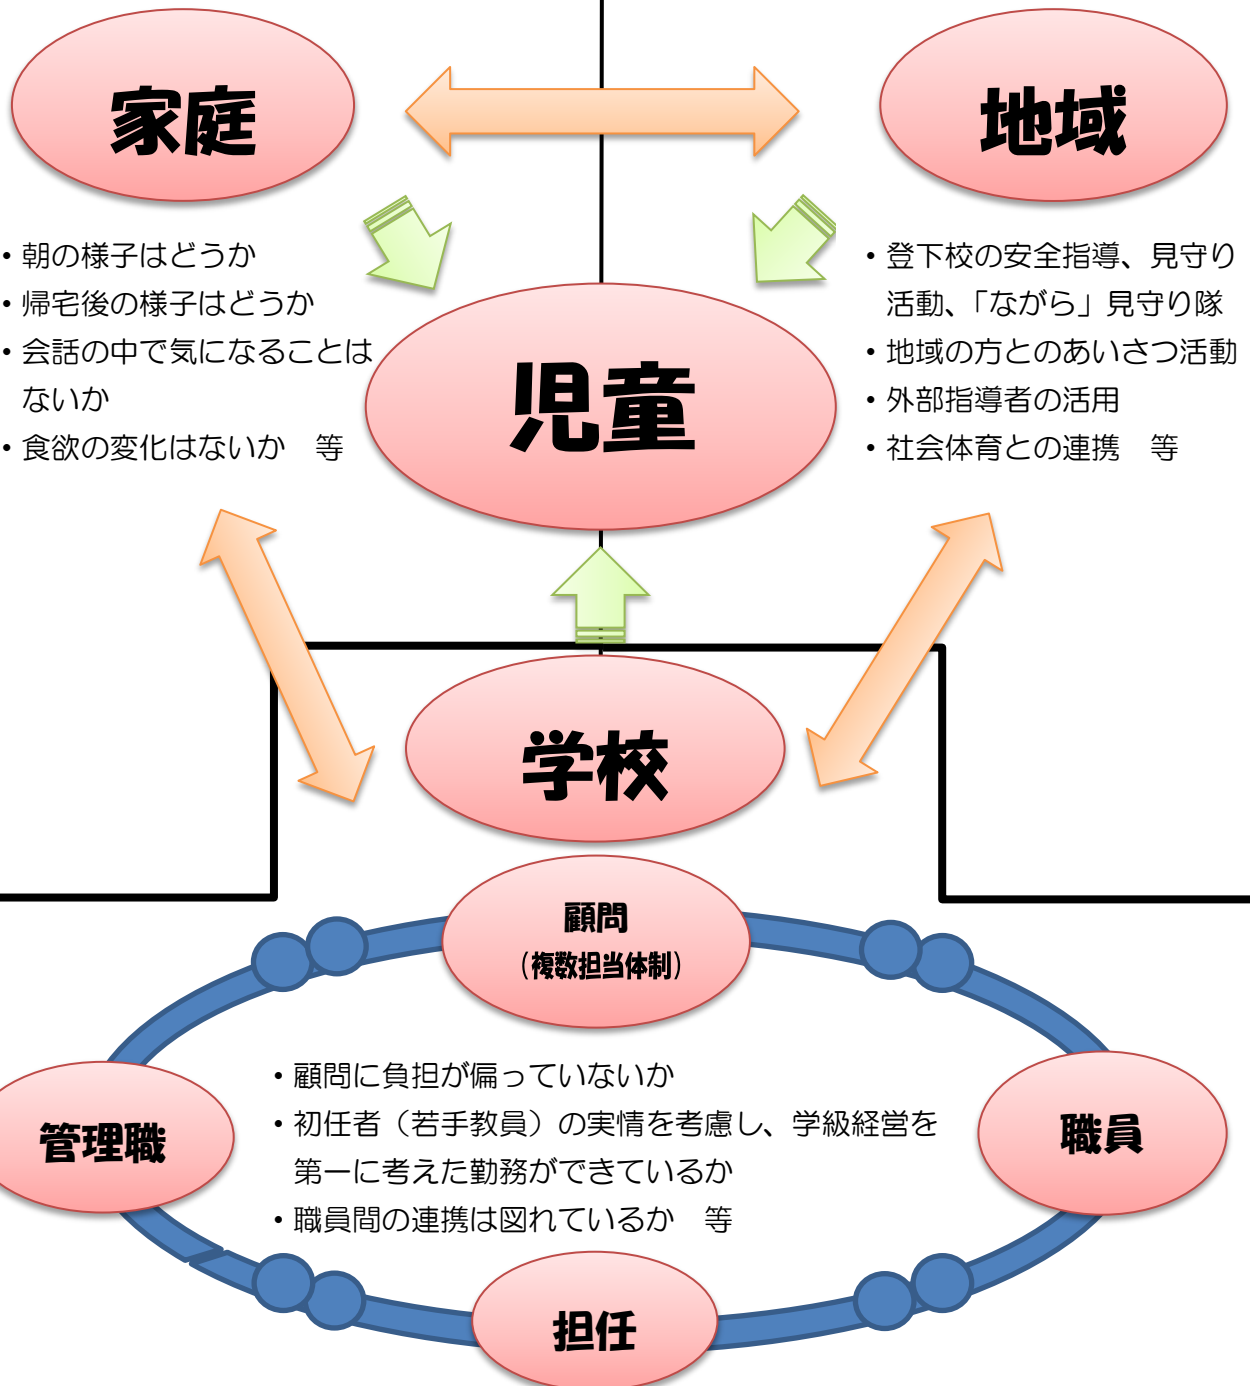 家庭
地域
・朝の様子はどうか
・帰宅後の様子はどうか
・会話の中で気になることは
ないか
・食欲の変化はないか　等
・登下校の安全指導、見守り
活動、「ながら」見守り隊
・地域の方とのあいさつ活動
・外部指導者の活用
・社会体育との連携　等
児童
学校
顧問
（複数担当体制）
管理職
・顧問に負担が偏っていないか
・初任者（若手教員）の実情を考慮し、学級経営を
第一に考えた勤務ができているか
・職員間の連携は図れているか　等
職員
担任